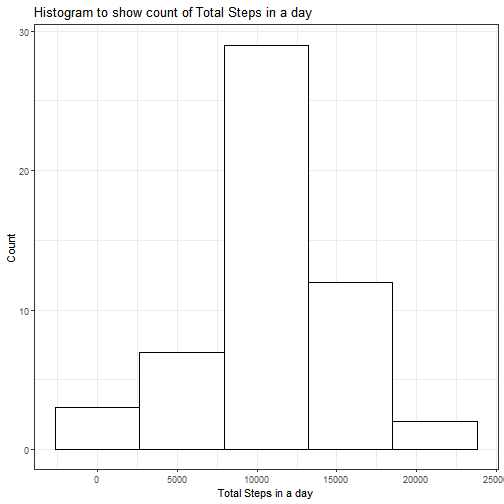 Histogram to show count of Total Steps in a day
30
20
10
0
Count
0 5000 10000 15000 20000 25000
Total Steps in a day